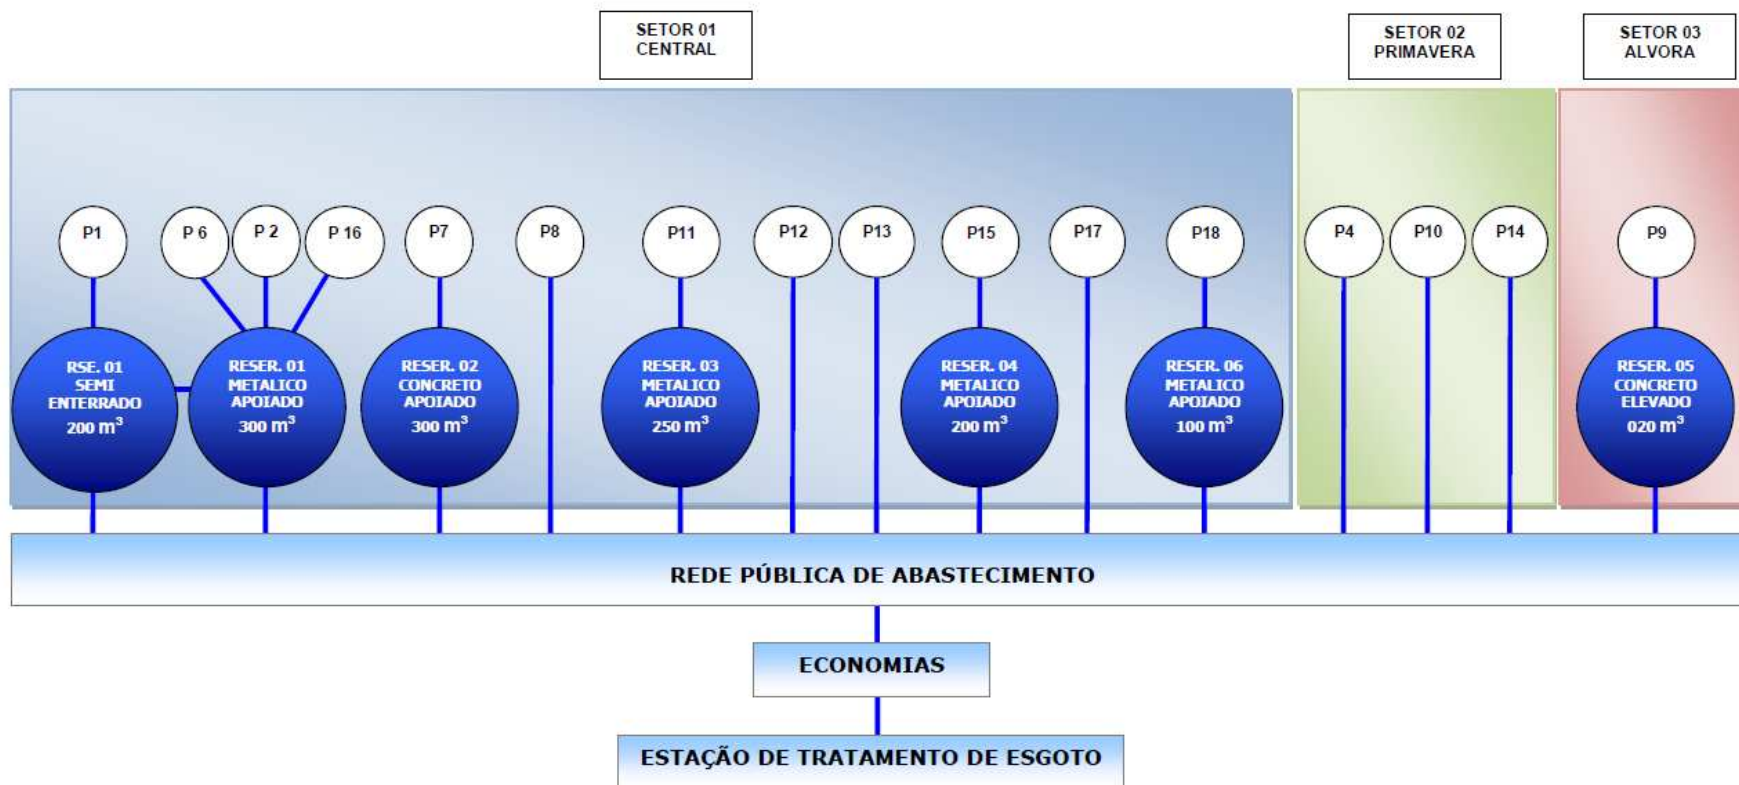 SETOR 01
CENTRAL
SETOR 02
PRIMAVERA
SETOR 03
ALVORA
P1
P 6
P 2
P 16
P7
P8
P11
P12
P13
P15
P17
P18
P4
P10
P14
P9
RSE. 01
SEMI
ENTERRADO
200 m³
RESER. 01
METALICO
APOIADO
300 m³
RESER. 02
CONCRETO
APOIADO
300 m³
RESER. 03
METALICO
APOIADO
250 m³
RESER. 04
METALICO
APOIADO
200 m³
RESER. 06
METALICO
APOIADO
100 m³
RESER. 05
CONCRETO
ELEVADO
020 m³
REDE PÚBLICA DE ABASTECIMENTO
ECONOMIAS
ESTAÇÃO DE TRATAMENTO DE ESGOTO